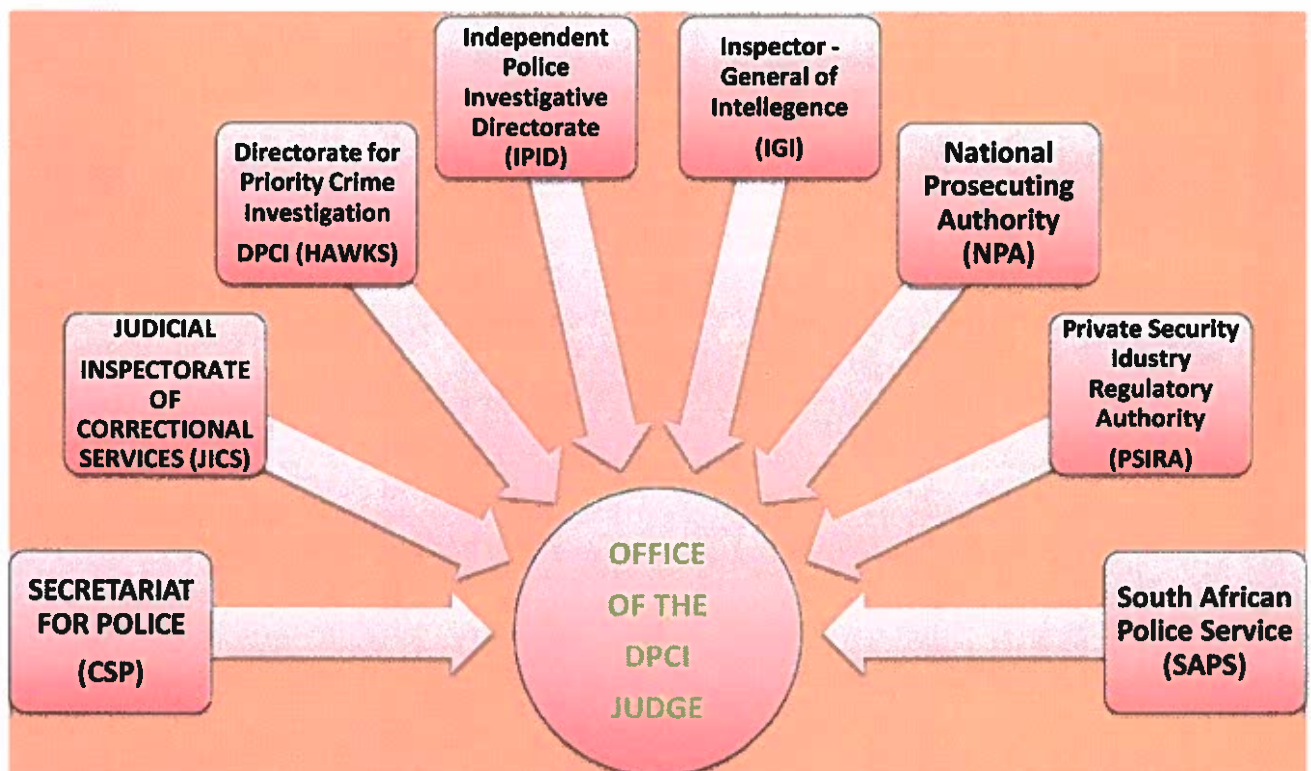 SECRETARIAT
FOR POLICE
(CSP)
JUDICIAL
INSPECTORATE
OF
CORRECTIONAL
SERVICES (JICS)
Directorate for
Priority Crime
Investigation
DPCI (HAWKS)
Independent
Police
Investigative
Directorate
(IPID)
Inspector -
General of
Intellegence
(IGI)
National
Prosecuting
Authority
(NPA)
Private Security
Idustry
Regulatory
Authority
(PSIRA)
South African
Police Service
(SAPS)
OFFICE
OF THE
DPCI
JUDGE